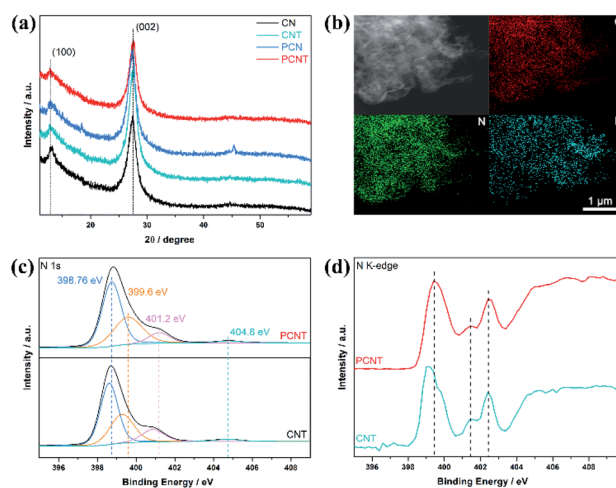 (a)
(100)
(002)
CN
CNT
PCN
PCNT
Intensity / a.u.
10
20
30
40
50
2θ / degree
(b)
N
1 μm
(c)
N 1s
398.76 eV
399.6 eV
401.2 eV
404.8 eV
PCNT
CNT
Intensity / a.u.
396
398
400
402
404
406
408
Binding Energy / eV
(d)
N K-edge
PCNT
CNT
Intensity / a.u.
395
396
398
400
402
404
406
408
Binding Energy / eV